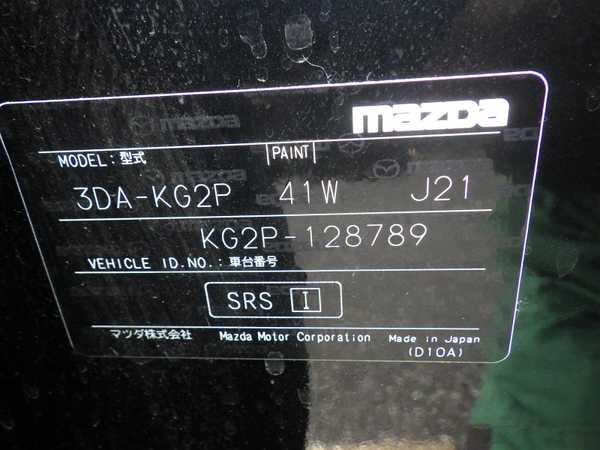 mazda
MODEL:型式 PAINT
3DA-KG2P 41W J21
KG2P-128789
VEHICLE ID.NO.:車台番号
SRS I
マツダ株式会社 Mazda Motor Corporation Made in Japan
(D10A)